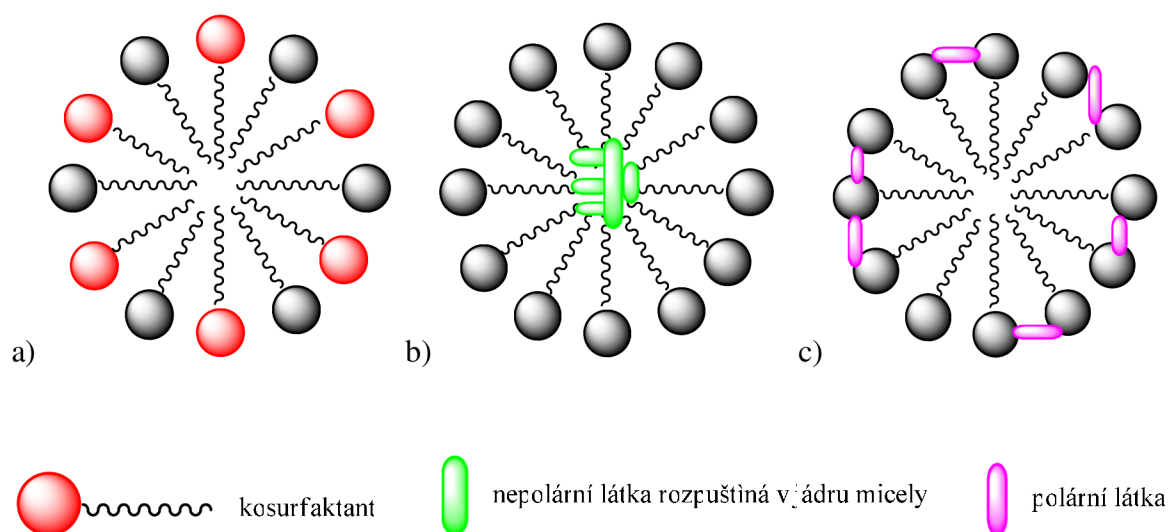 a)
b)
c)
kosurfaktant
nepolární látka rozpuštìná v jádru micely
polární látka